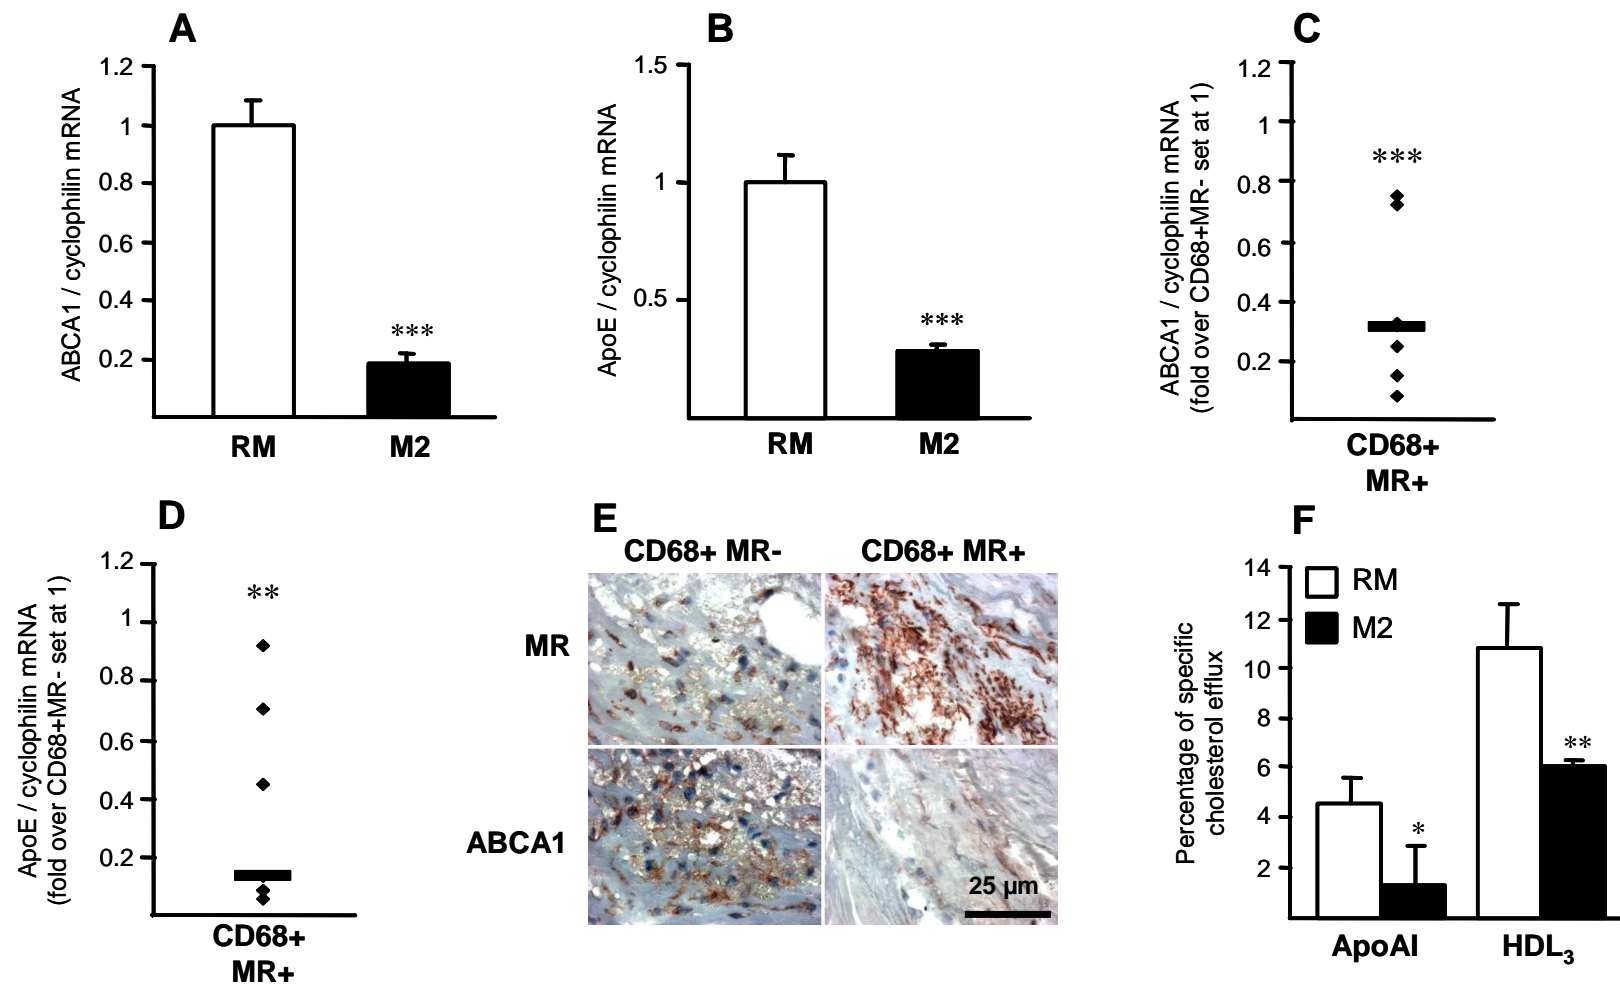 A
ABCA1 / cyclophilin mRNA
1.2
1
0.8
0.6
0.4
0.2
***
RM
M2
B
ApoE / cyclophilin mRNA
1.5
1
0.5
***
RM
M2
C
ABCA1 / cyclophilin mRNA
(fold over CD68+MR- set at 1)
1.2
1
0.8
0.6
0.4
0.2
***
CD68+
MR+
D
ApoE / cyclophilin mRNA
(fold over CD68+MR- set at 1)
1.2
1
0.8
0.6
0.4
0.2
**
CD68+
MR+
E
CD68+ MR-
CD68+ MR+
MR
ABCA1
25 µm
F
Percentage of specific
cholesterol efflux
14
12
10
8
6
4
2
RM
M2
*
**
ApoAI
HDL3